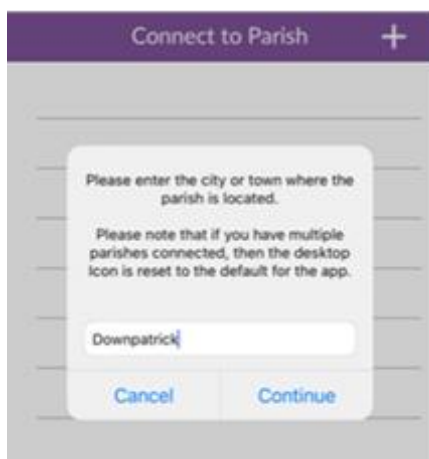 Connect to Parish +
Please enter the city or town where the
parish is located.
Please note that if you have multiple
parishes connected, then the desktop
Icon is reset to the default for the app.
Downpatrick
Cancel Continue